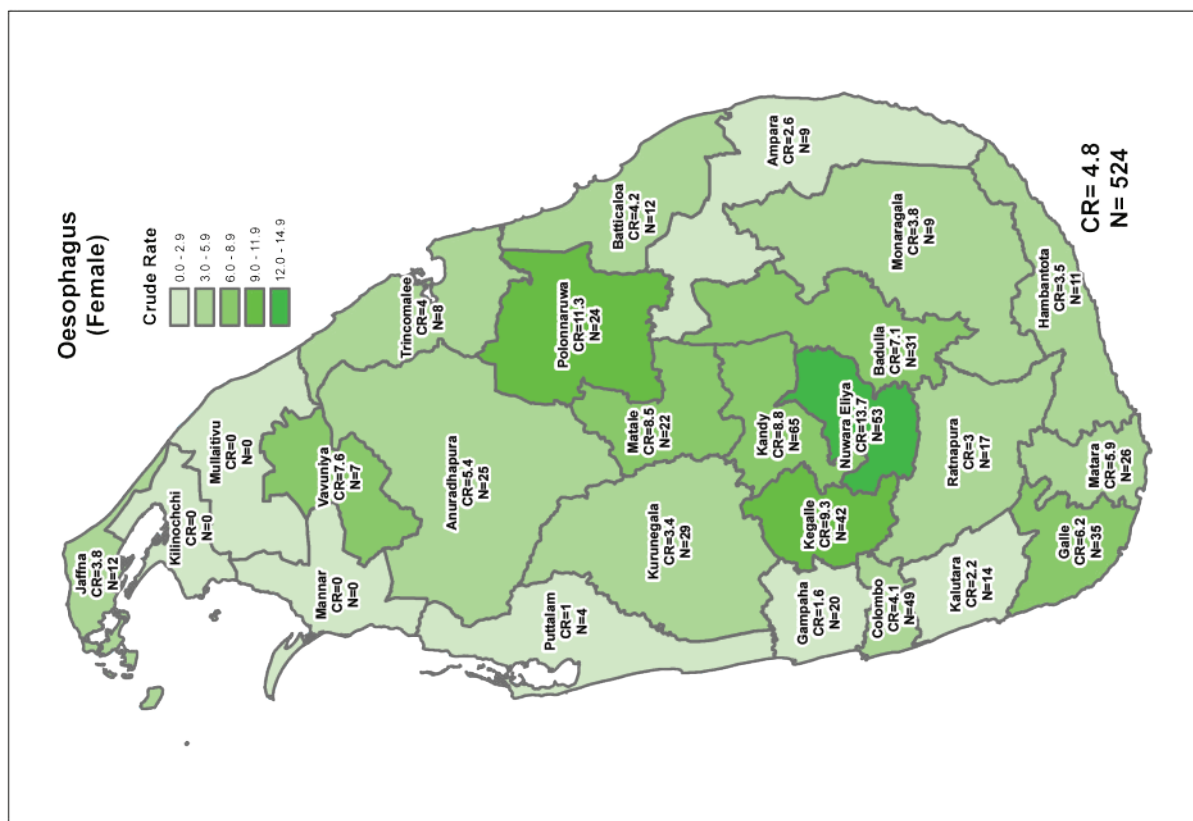 Oesophagus
(Female)
Crude Rate
0.0 - 2.9
3.0 - 5.9
6.0 - 8.9
9.0 - 11.9
12.0 - 14.9
Jaffna
CR=3.8
N=12
Kilinochchi
CR=0
N=0
Mullaitivu
CR=0
N=0
Mannar
CR=0
N=0
Vavuniya
CR=7.6
N=7
Trincomalee
CR=4
N=8
Anuradhapura
CR=5.4
N=25
Puttalam
CR=1
N=4
Polonnaruwa
CR=11.3
N=24
Batticaloa
CR=4.2
N=12
Matale
CR=8.5
N=22
Kurunegala
CR=3.4
N=29
Ampara
CR=2.6
N=9
Kandy
CR=8.8
N=65
Kegalle
CR=9.3
N=42
Gampaha
CR=1.6
N=20
Nuwara Eliya
CR=13.7
N=53
Badulla
CR=7.1
N=31
Monaragala
CR=3.8
N=9
Colombo
CR=4.1
N=49
Ratnapura
CR=3
N=17
Kalutara
CR=2.2
N=14
Hambantota
CR=3.5
N=11
Galle
CR=6.2
N=35
Matara
CR=5.9
N=26
CR= 4.8
N= 524